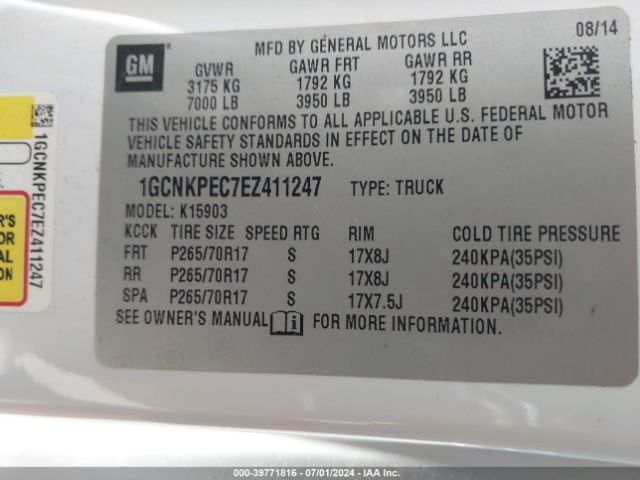 GM
MFD BY GENERAL MOTORS LLC
08/14
GVWR GAWR FRT GAWR RR
3175 KG 1792 KG 1792 KG
7000 LB 3950 LB 3950 LB
THIS VEHICLE CONFORMS TO ALL APPLICABLE U.S. FEDERAL MOTOR
VEHICLE SAFETY STANDARDS IN EFFECT ON THE DATE OF
MANUFACTURE SHOWN ABOVE.
1GCNKPEC7EZ411247 TYPE: TRUCK
MODEL: K15903
KCCK TIRE SIZE SPEED RTG RIM COLD TIRE PRESSURE
FRT P265/70R17 S 17X8J 240KPA(35PSI)
RR P265/70R17 S 17X8J 240KPA(35PSI)
SPA P265/70R17 S 17X7.5J 240KPA(35PSI)
SEE OWNER'S MANUAL i FOR MORE INFORMATION.
1GCNKPEC7EZ411247
000-39771816 - 07/01/2024 - IAA Inc.